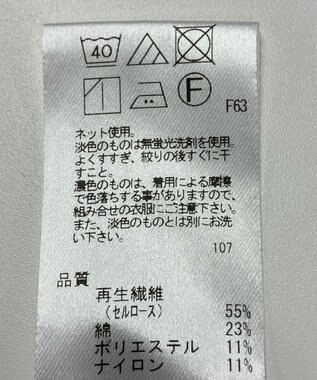 40
F
F63
ネット使用。
淡色のものは無蛍光洗剤を使用。
よくすすぎ、絞りの後すぐに干
すこと。
濃色のものは、着用による摩擦
で色落ちする事がありますので、
組み合せの衣服にご注意下さい。
また、淡色のものとは別にお洗
い下さい。
107
品質
再生繊維
(セルロース) 55%
綿 23%
ポリエステル 11%
ナイロン 11%